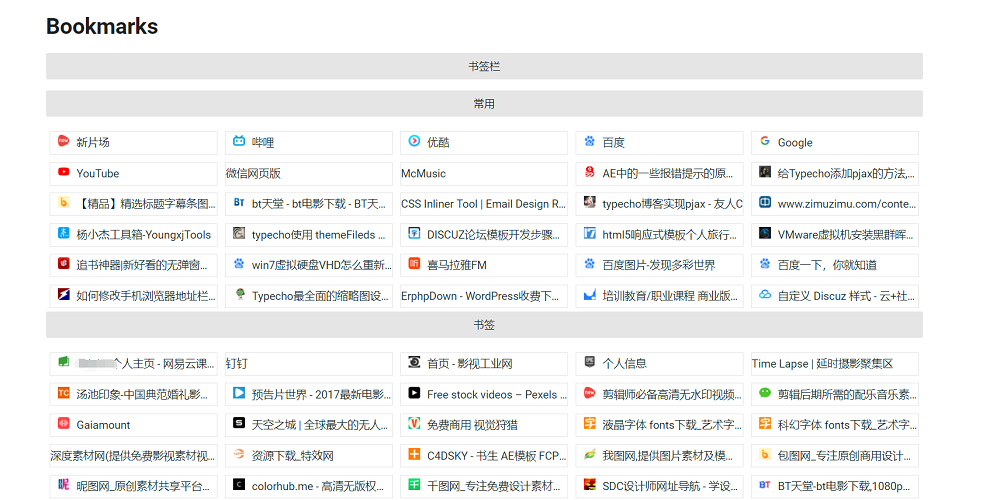 Bookmarks
书签栏
常用
新片场 哔哩 优酷 百度 Google
YouTube 微信网页版 McMusic AE中的一些报错提示的原... 给Typecho添加pjax的方法,...
【精品】精选标题字幕条图... bt天堂 - bt电影下载 - BT天... CSS Inliner Tool | Email Design R... typecho博客实现pjax - 友人C www.zimuzimu.com/conte...
杨小杰工具箱-YoungxjTools typecho使用 themeFileds ... DISCUZ论坛模板开发步骤... html5响应式模板个人旅行... VMware虚拟机安装黑群晖...
追书神器|新好看的无弹窗... win7虚拟硬盘VHD怎么重新... 喜马拉雅FM 百度图片-发现多彩世界 百度一下，你就知道
如何修改手机浏览器地址栏... Typecho最全面的缩略图设... ErphpDown - WordPress收费下... 培训教育/职业课程 商业版... 自定义 Discuz 样式 - 云+社...
书签
个人主页 - 网易云课... 钉钉 首页 - 影视工业网 个人信息 Time Lapse | 延时摄影聚集区
汤池印象-中国典范婚礼影... 预告片世界 - 2017最新电影... Free stock videos – Pexels ... 剪辑师必备高清无水印视频... 剪辑后期所需的配乐音乐素...
Gaiamount 天空之城 | 全球最大的无人... 免费商用 视觉狩猎 液晶字体 fonts下载_艺术字... 科幻字体 fonts下载_艺术字...
深度素材网(提供免费影视素材视... 资源下载_特效网 C4DSKY - 书生 AE模板 FCP... 我图网,提供图片素材及模... 包图网_专注原创商用设计...
昵图网_原创素材共享平台... colorhub.me - 高清无版权... 千图网_专注免费设计素材... SDC设计师网址导航 - 学设... BT天堂-bt电影下载,1080p...